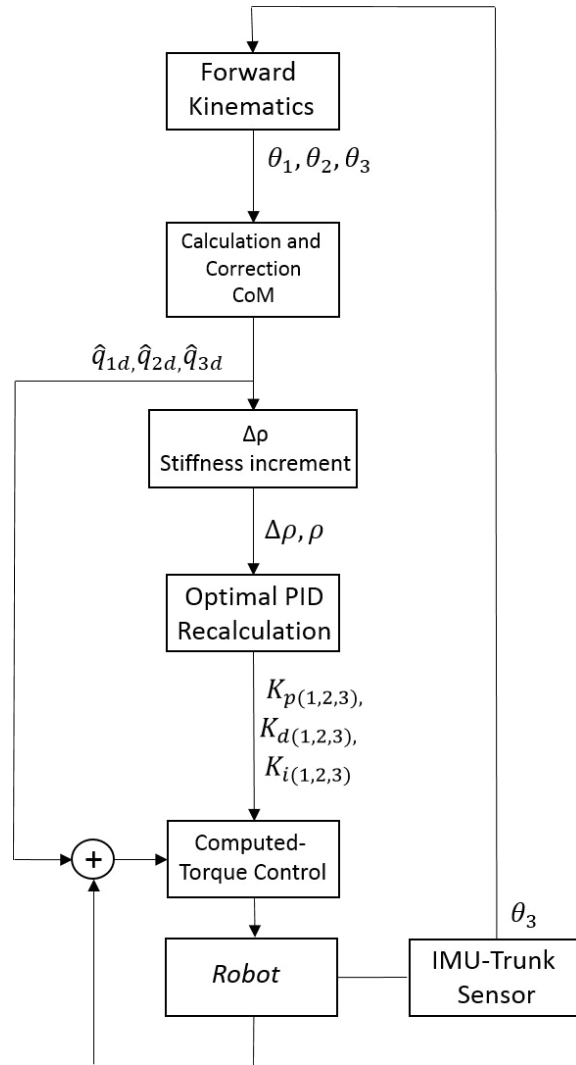 Forward
Kinematics
θ₁, θ₂, θ₃
Calculation and
Correction
CoM
q̂₁d, q̂₂d, q̂₃d
Δρ
Stiffness increment
Δρ, ρ
Optimal PID
Recalculation
Kp(1,2,3),
Kd(1,2,3),
Ki(1,2,3)
Computed-
Torque Control
+
θ₃
Robot
IMU-Trunk
Sensor